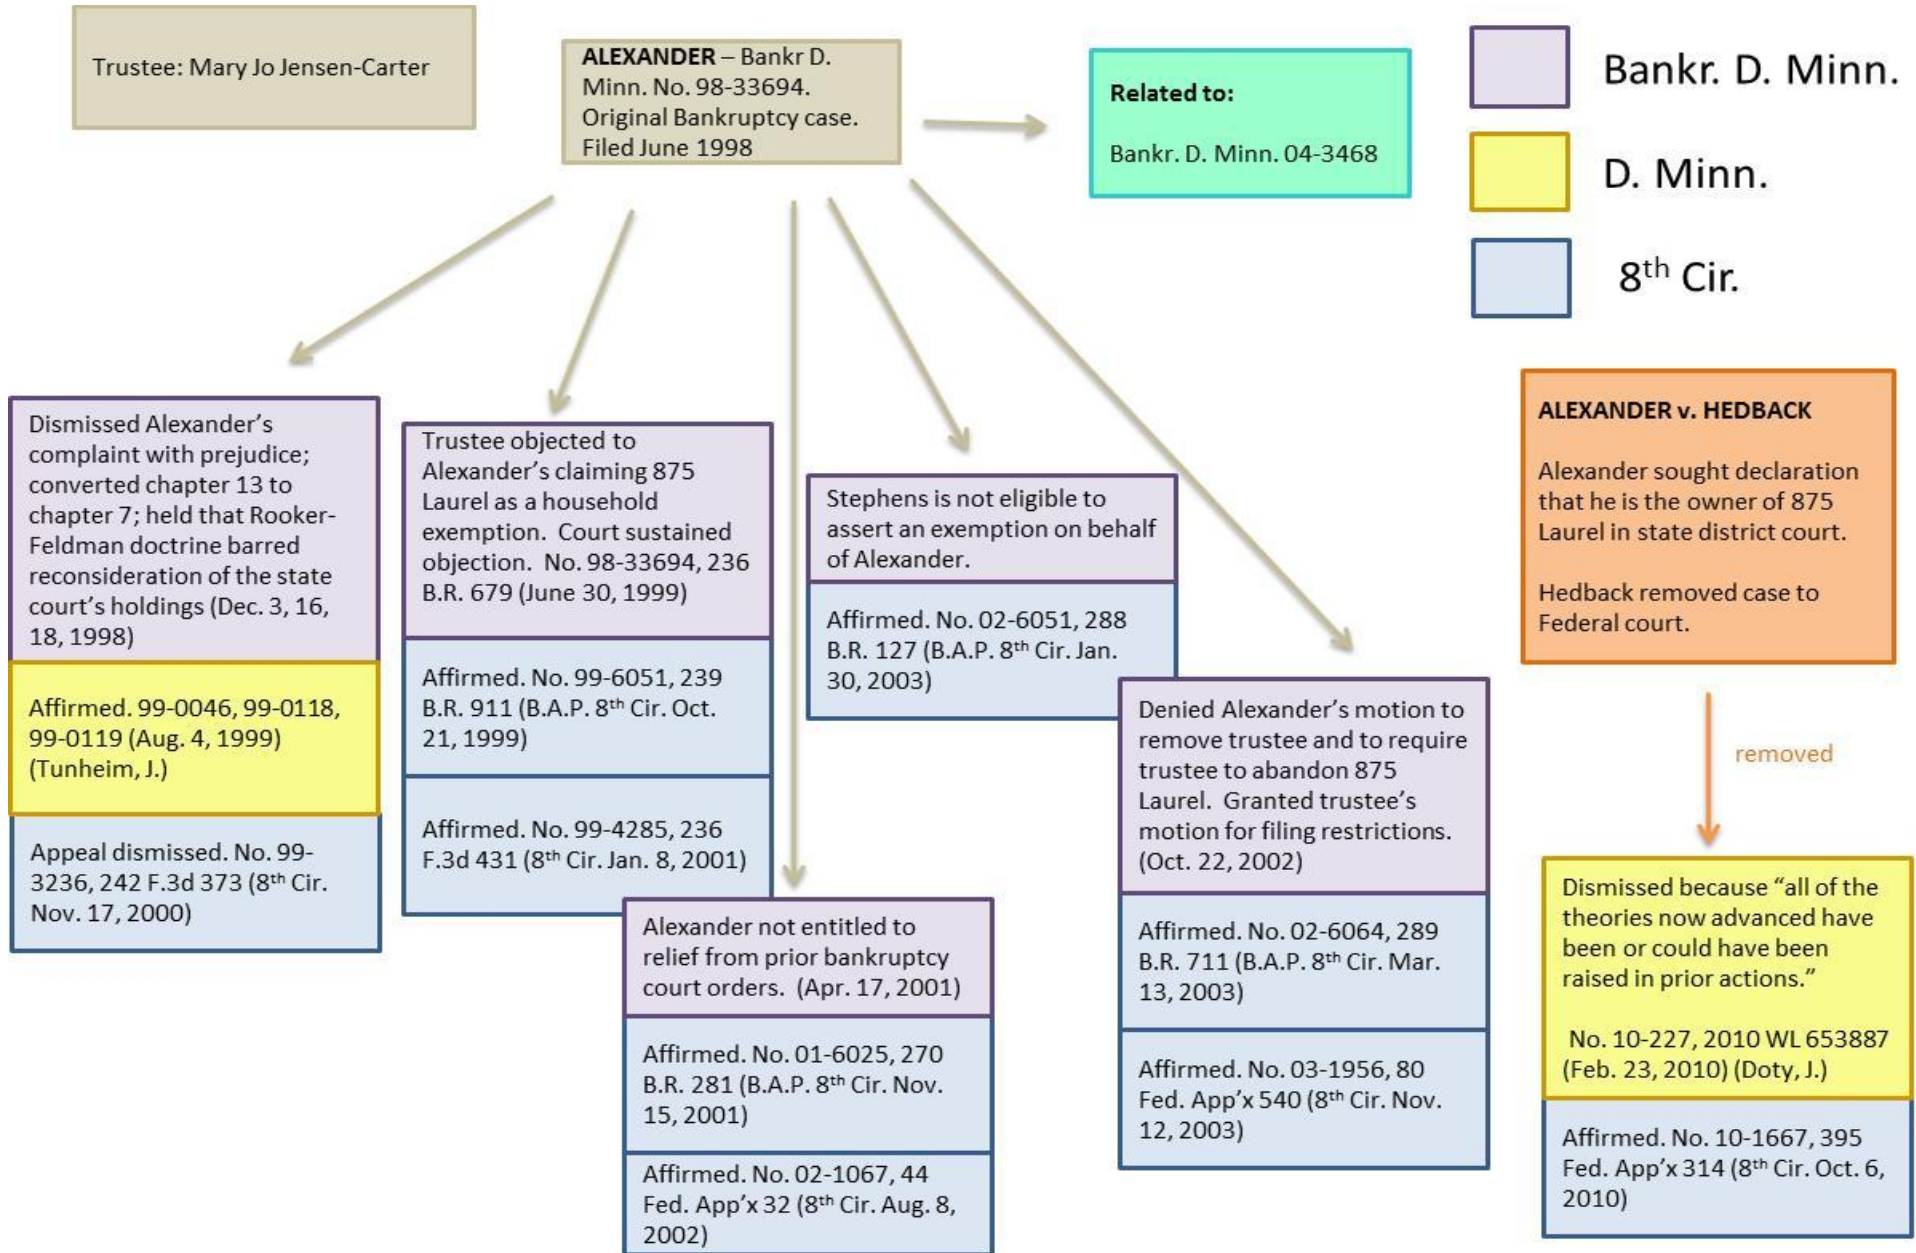 Trustee: Mary Jo Jensen-Carter
ALEXANDER – Bankr D.
Minn. No. 98-33694.
Original Bankruptcy case.
Filed June 1998
Related to:
Bankr. D. Minn. 04-3468
Bankr. D. Minn.
D. Minn.
8th Cir.
Dismissed Alexander’s
complaint with prejudice;
converted chapter 13 to
chapter 7; held that Rooker-
Feldman doctrine barred
reconsideration of the state
court’s holdings (Dec. 3, 16,
18, 1998)
Affirmed. 99-0046, 99-0118,
99-0119 (Aug. 4, 1999)
(Tunheim, J.)
Appeal dismissed. No. 99-
3236, 242 F.3d 373 (8th Cir.
Nov. 17, 2000)
Trustee objected to
Alexander’s claiming 875
Laurel as a household
exemption. Court sustained
objection. No. 98-33694, 236
B.R. 679 (June 30, 1999)
Affirmed. No. 99-6051, 239
B.R. 911 (B.A.P. 8th Cir. Oct.
21, 1999)
Affirmed. No. 99-4285, 236
F.3d 431 (8th Cir. Jan. 8, 2001)
Alexander not entitled to
relief from prior bankruptcy
court orders. (Apr. 17, 2001)
Affirmed. No. 01-6025, 270
B.R. 281 (B.A.P. 8th Cir. Nov.
15, 2001)
Affirmed. No. 02-1067, 44
Fed. App’x 32 (8th Cir. Aug. 8,
2002)
Stephens is not eligible to
assert an exemption on behalf
of Alexander.
Affirmed. No. 02-6051, 288
B.R. 127 (B.A.P. 8th Cir. Jan.
30, 2003)
Denied Alexander’s motion to
remove trustee and to require
trustee to abandon 875
Laurel. Granted trustee’s
motion for filing restrictions.
(Oct. 22, 2002)
Affirmed. No. 02-6064, 289
B.R. 711 (B.A.P. 8th Cir. Mar.
13, 2003)
Affirmed. No. 03-1956, 80
Fed. App’x 540 (8th Cir. Nov.
12, 2003)
ALEXANDER v. HEDBACK
Alexander sought declaration
that he is the owner of 875
Laurel in state district court.
Hedback removed case to
Federal court.
removed
Dismissed because “all of the
theories now advanced have
been or could have been
raised in prior actions.”
No. 10-227, 2010 WL 653887
(Feb. 23, 2010) (Doty, J.)
Affirmed. No. 10-1667, 395
Fed. App’x 314 (8th Cir. Oct. 6,
2010)